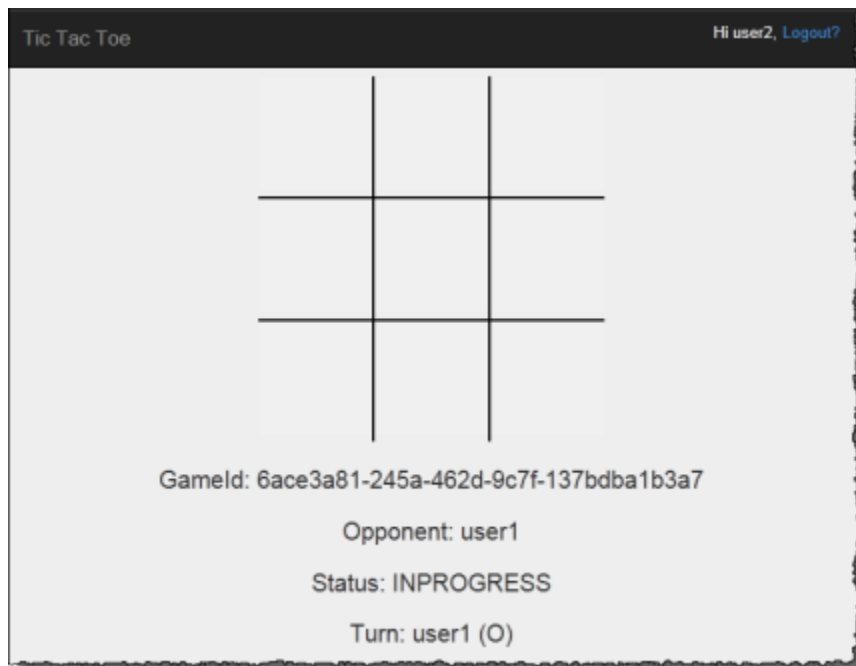 Tic Tac Toe
Hi user2, Logout?
GameId: 6ace3a81-245a-462d-9c7f-137bdba1b3a7
Opponent: user1
Status: INPROGRESS
Turn: user1 (O)